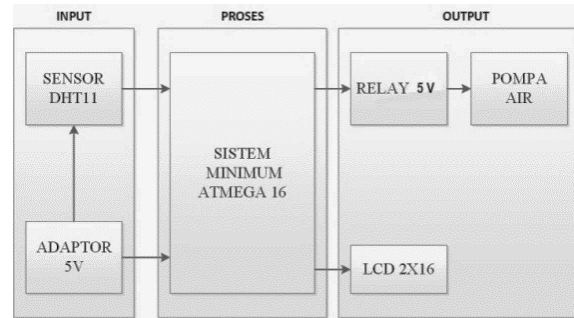 INPUT
PROSES
OUTPUT
SENSOR
DHT11
SISTEM
MINIMUM
ATMEGA 16
RELAY 5V
POMPA
AIR
ADAPTOR
5V
LCD 2X16